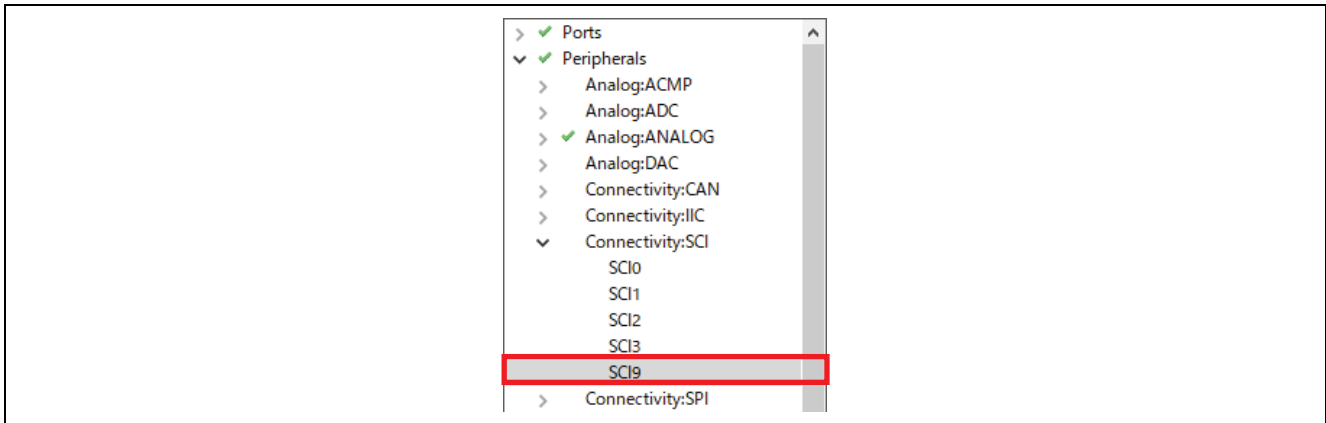 Ports
Peripherals
Analog:ACMP
Analog:ADC
Analog:ANALOG
Analog:DAC
Connectivity:CAN
Connectivity:IIC
Connectivity:SCI
SCI0
SCI1
SCI2
SCI3
SCI9
Connectivity:SPI